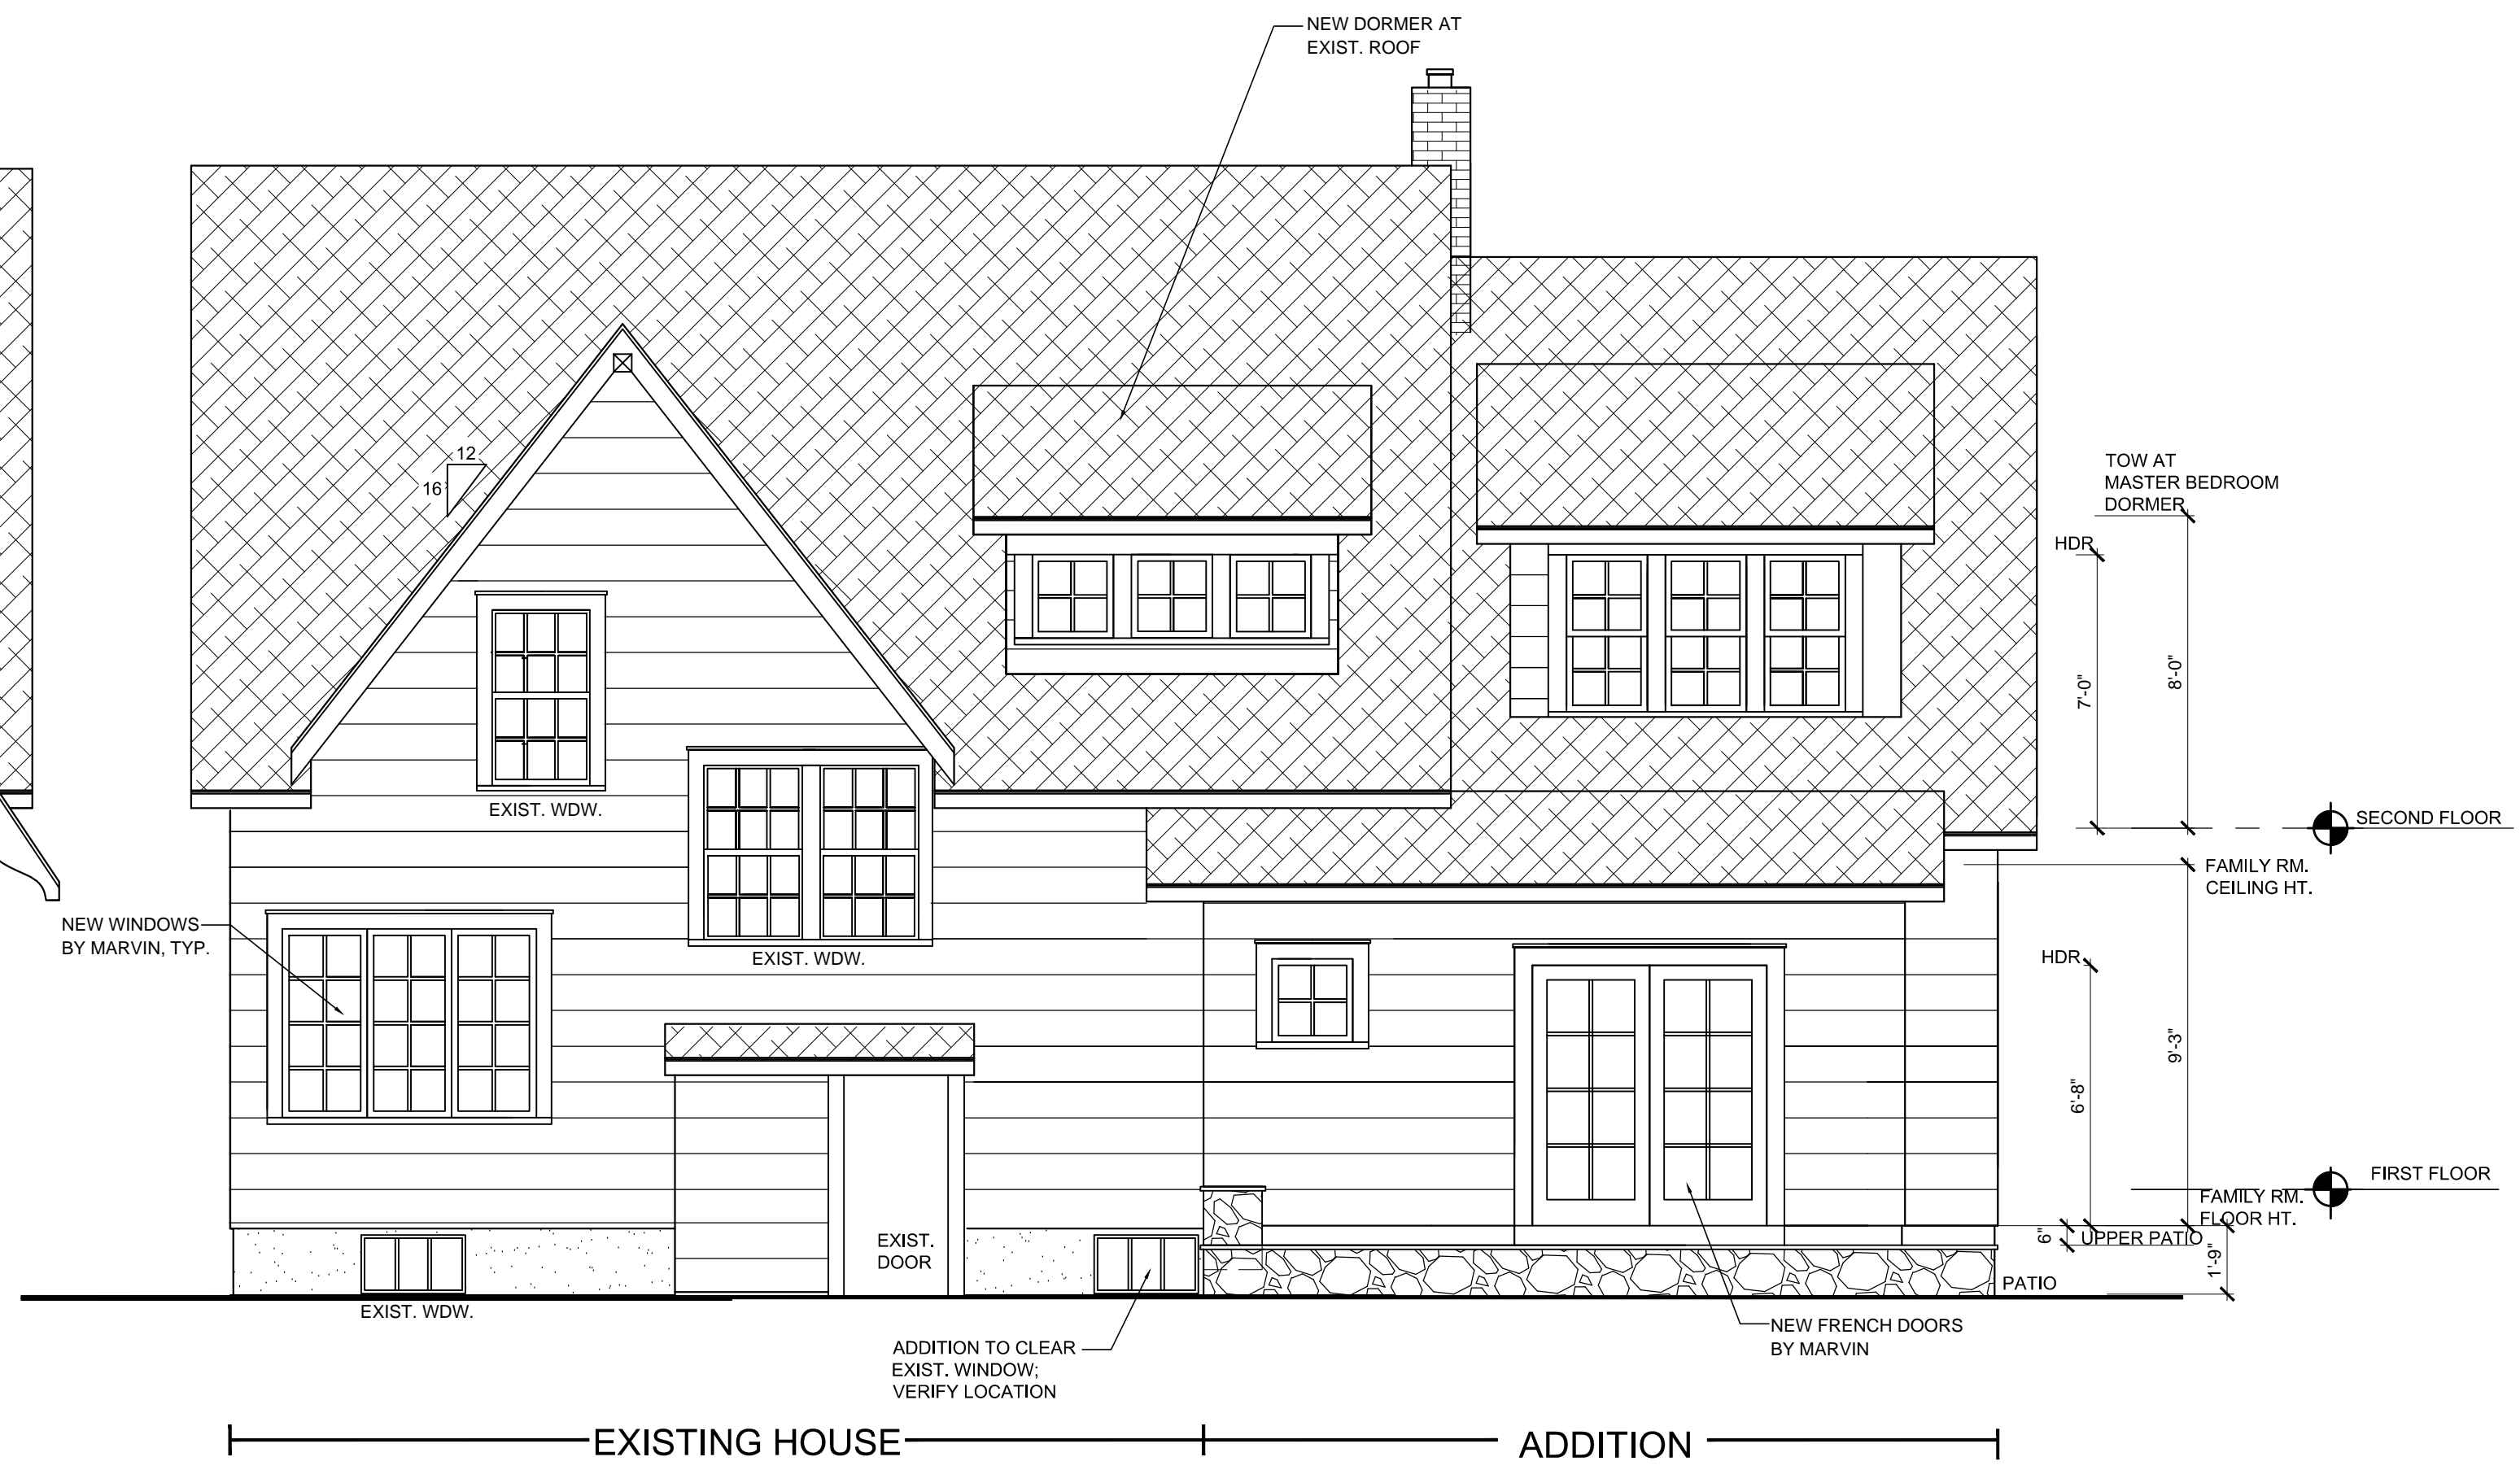 NEW DORMER AT
EXIST. ROOF
12
16
TOW AT
MASTER BEDROOM
DORMER
HDR
7'-0"
8'-0"
SECOND FLOOR
EXIST. WDW.
FAMILY RM.
CEILING HT.
NEW WINDOWS
BY MARVIN, TYP.
EXIST. WDW.
HDR
9'-3"
6'-8"
FIRST FLOOR
FAMILY RM.
FLOOR HT.
6"
UPPER PATIO
1'-9"
EXIST.
DOOR
PATIO
EXIST. WDW.
NEW FRENCH DOORS
BY MARVIN
ADDITION TO CLEAR
EXIST. WINDOW;
VERIFY LOCATION
EXISTING HOUSE
ADDITION